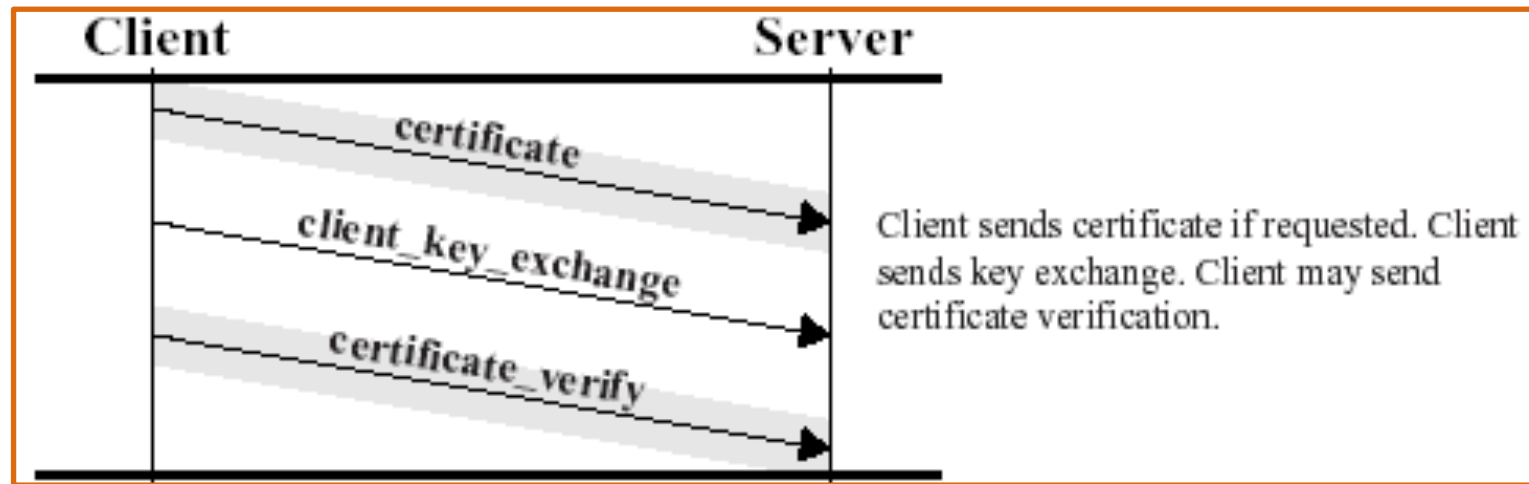 Client
Server
certificate
client_key_exchange
certificate_verify
Client sends certificate if requested. Client
sends key exchange. Client may send
certificate verification.